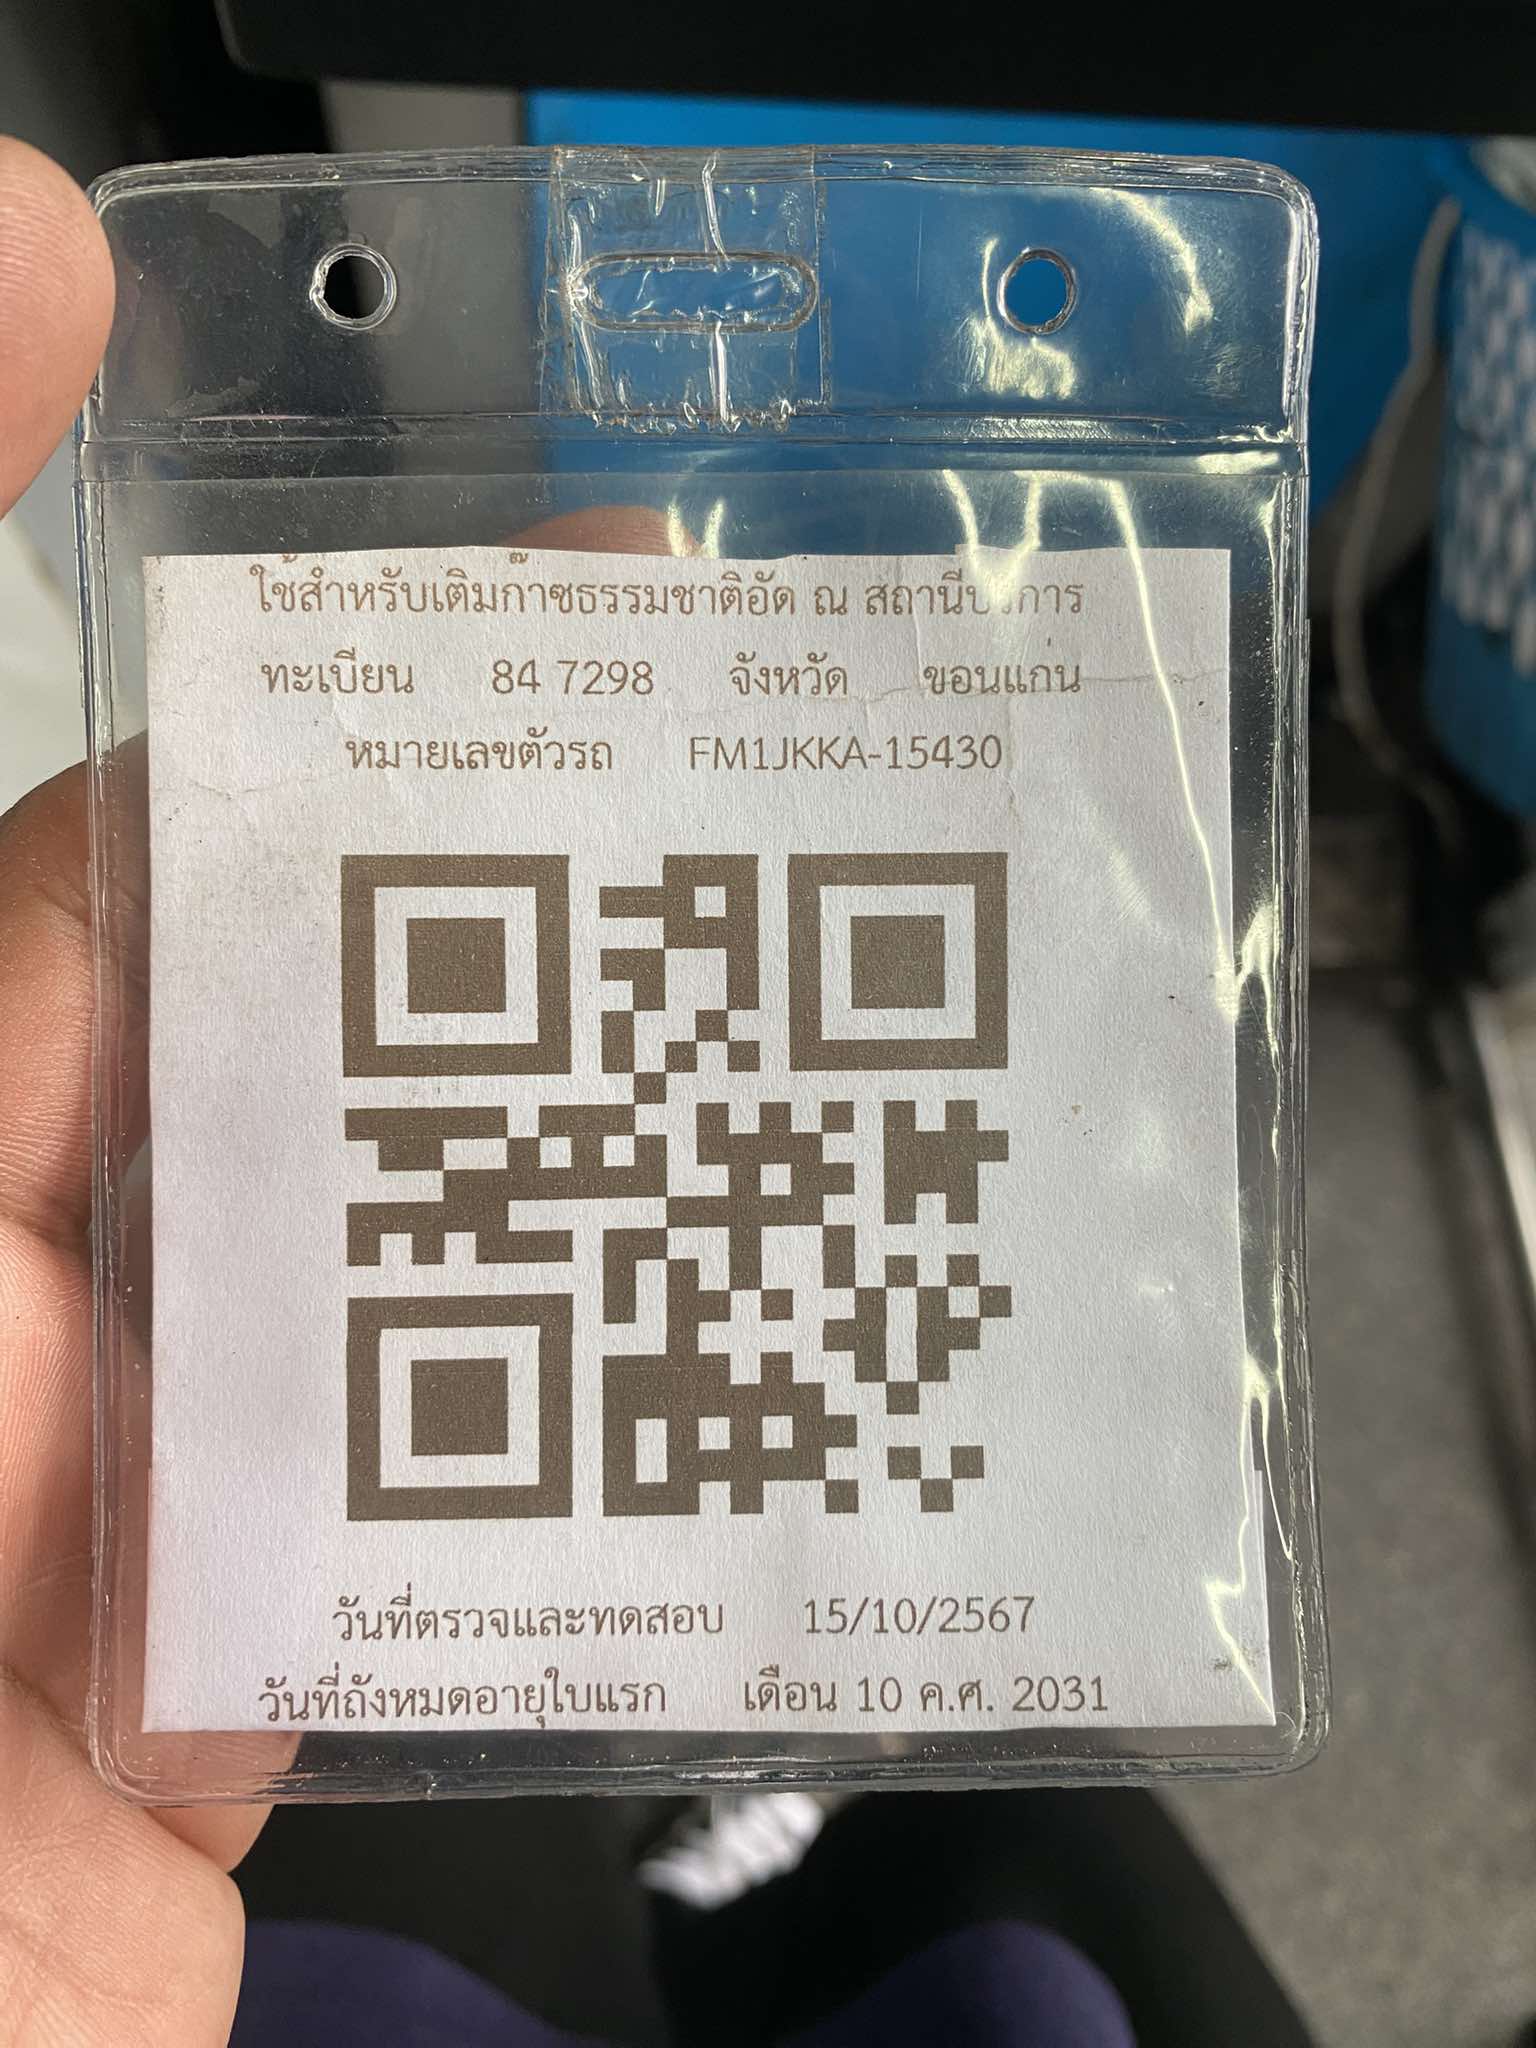 ใช้สำหรับเติมก๊าซธรรมชาติอัด ณ สถานีบริการ
ทะเบียน 84 7298 จังหวัด ขอนแก่น
หมายเลขตัวรถ FM1JKKA-15430
วันที่ตรวจและทดสอบ 15/10/2567
วันที่ถังหมดอายุใบแรก เดือน 10 ค.ศ. 2031